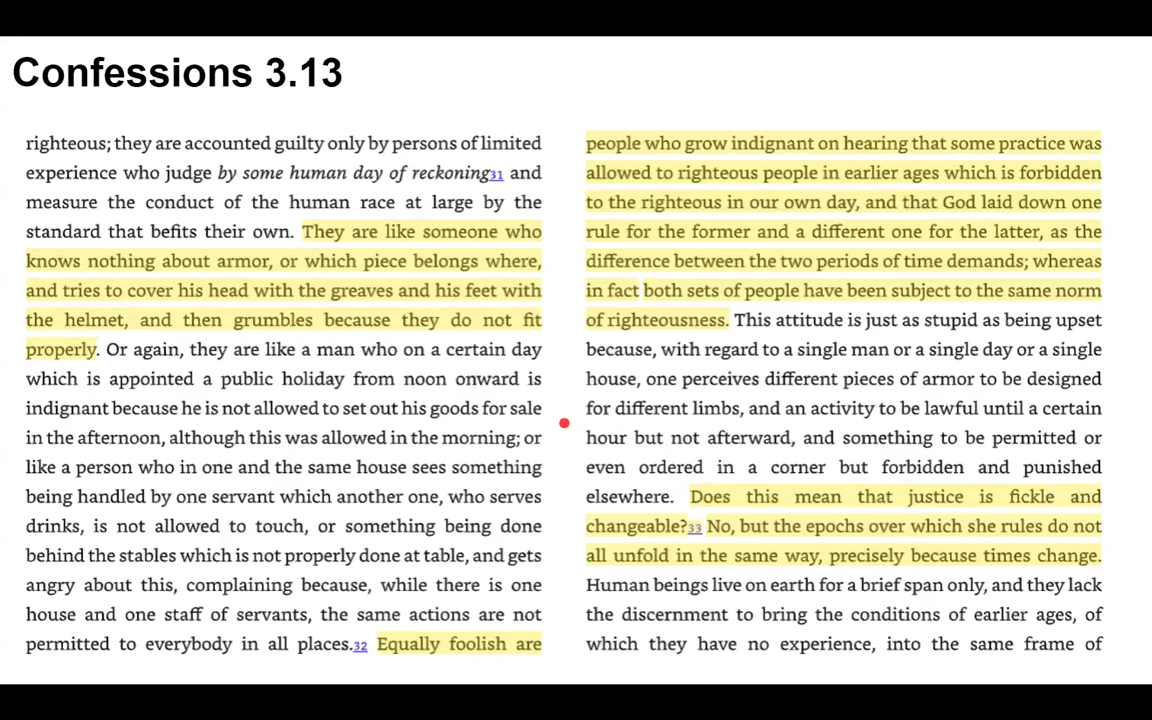 Confessions 3.13
righteous; they are accounted guilty only by persons of limited
experience who judge by some human day of reckoning31 and
measure the conduct of the human race at large by the
standard that befits their own. They are like someone who
knows nothing about armor, or which piece belongs where,
and tries to cover his head with the greaves and his feet with
the helmet, and then grumbles because they do not fit
properly. Or again, they are like a man who on a certain day
which is appointed a public holiday from noon onward is
indignant because he is not allowed to set out his goods for sale
in the afternoon, although this was allowed in the morning; or
like a person who in one and the same house sees something
being handled by one servant which another one, who serves
drinks, is not allowed to touch, or something being done
behind the stables which is not properly done at table, and gets
angry about this, complaining because, while there is one
house and one staff of servants, the same actions are not
permitted to everybody in all places.32 Equally foolish are
people who grow indignant on hearing that some practice was
allowed to righteous people in earlier ages which is forbidden
to the righteous in our own day, and that God laid down one
rule for the former and a different one for the latter, as the
difference between the two periods of time demands; whereas
in fact both sets of people have been subject to the same norm
of righteousness. This attitude is just as stupid as being upset
because, with regard to a single man or a single day or a single
house, one perceives different pieces of armor to be designed
for different limbs, and an activity to be lawful until a certain
hour but not afterward, and something to be permitted or
even ordered in a corner but forbidden and punished
elsewhere. Does this mean that justice is fickle and
changeable?33 No, but the epochs over which she rules do not
all unfold in the same way, precisely because times change.
Human beings live on earth for a brief span only, and they lack
the discernment to bring the conditions of earlier ages, of
which they have no experience, into the same frame of